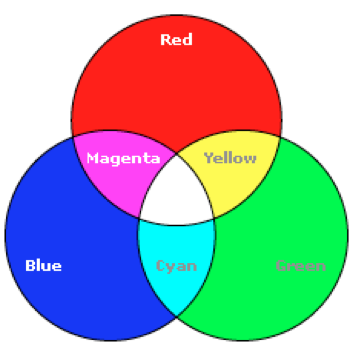 Red
Magenta
Yellow
Blue
Cyan
Green